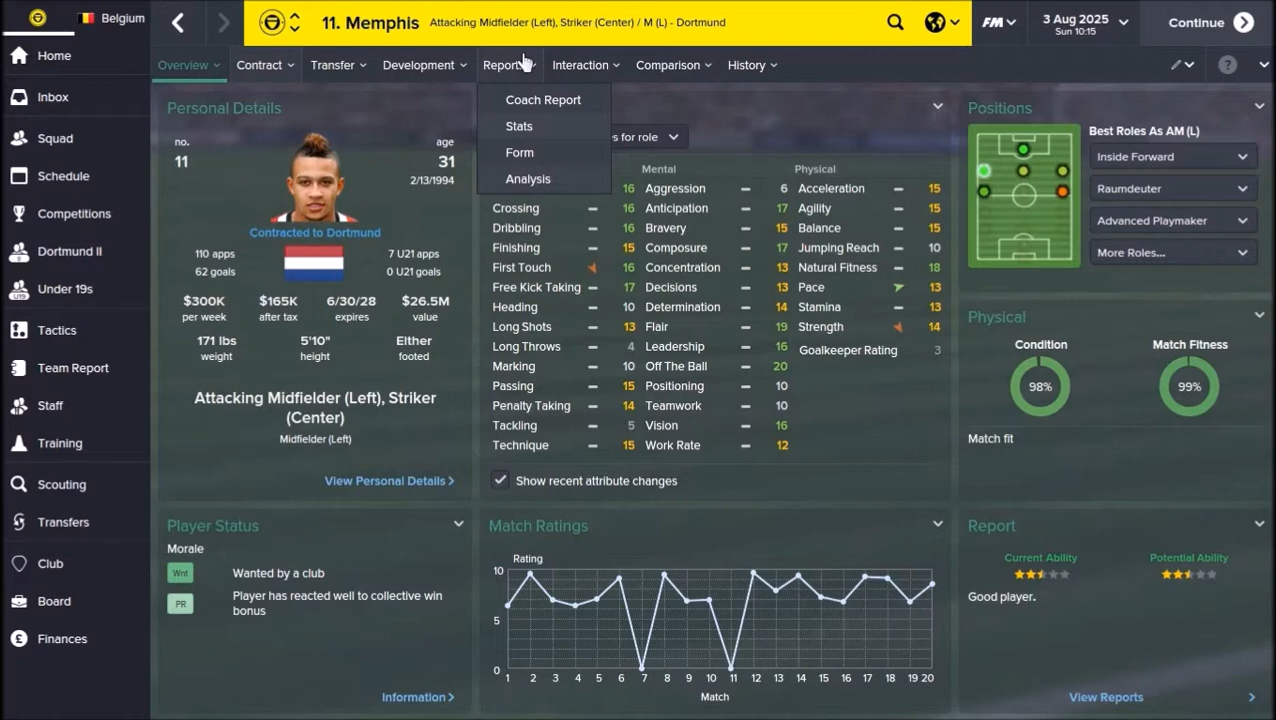 Belgium
11. Memphis
Attacking Midfielder (Left), Striker (Center) / M (L) - Dortmund
FM
3 Aug 2025
Sun 10:15
Continue
Home
Inbox
Squad
Schedule
Competitions
Dortmund II
U19
Under 19s
Tactics
Team Report
Staff
Training
Scouting
Transfers
Club
Board
Finances
Overview
Contract
Transfer
Development
Report
Interaction
Comparison
History
?
Coach Report
Stats
Form
Analysis
Personal Details
no.
11
age
31
2/13/1994
Contracted to Dortmund
110 apps
62 goals
7 U21 apps
0 U21 goals
$300K
per week
$165K
after tax
6/30/28
expires
$26.5M
value
171 lbs
weight
5'10"
height
Either
footed
Attacking Midfielder (Left), Striker
(Center)
Midfielder (Left)
View Personal Details >
es for role
Mental
Physical
16 Aggression 6 Acceleration 15
Crossing 16 Anticipation 17 Agility 15
Dribbling 16 Bravery 15 Balance 15
Finishing 15 Composure 17 Jumping Reach 10
First Touch 16 Concentration 13 Natural Fitness 18
Free Kick Taking 17 Decisions 13 Pace 13
Heading 10 Determination 14 Stamina 13
Long Shots 13 Flair 19 Strength 14
Long Throws 4 Leadership 16 Goalkeeper Rating 3
Marking 10 Off The Ball 20
Passing 15 Positioning 10
Penalty Taking 14 Teamwork 10
Tackling 5 Vision 16
Technique 15 Work Rate 12
Show recent attribute changes
Positions
Best Roles As AM (L)
Inside Forward
Raumdeuter
Advanced Playmaker
More Roles...
Physical
Condition
98%
Match Fitness
99%
Match fit
Player Status
Morale
Wnt Wanted by a club
PR Player has reacted well to collective win
bonus
Information >
Match Ratings
Rating
10
5
0
1 2 3 4 5 6 7 8 9 10 11 12 13 14 15 16 17 18 19 20
Match
Report
Current Ability
Potential Ability
Good player.
View Reports >